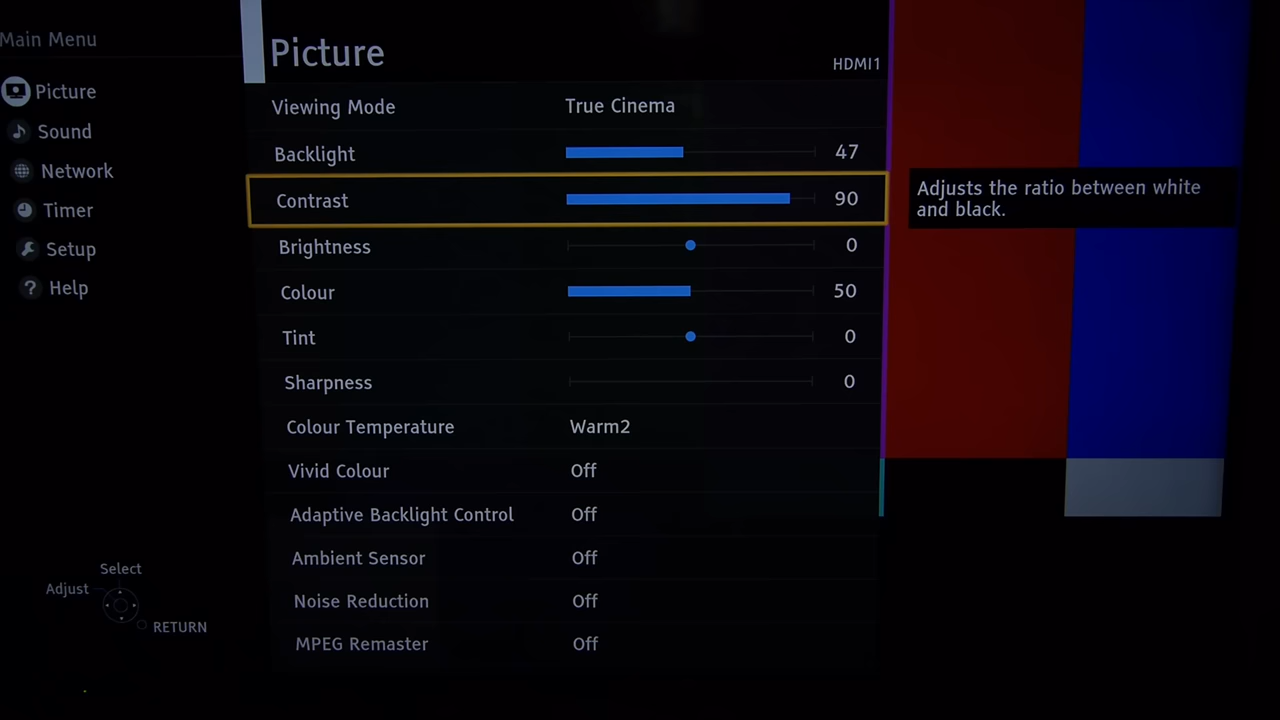 Main Menu
Picture
Sound
Network
Timer
Setup
? Help
Select
Adjust
RETURN
Picture
HDMI1
Viewing Mode True Cinema
Backlight 47
Contrast 90
Brightness 0
Colour 50
Tint 0
Sharpness 0
Colour Temperature Warm2
Vivid Colour Off
Adaptive Backlight Control Off
Ambient Sensor Off
Noise Reduction Off
MPEG Remaster Off
Adjusts the ratio between white
and black.